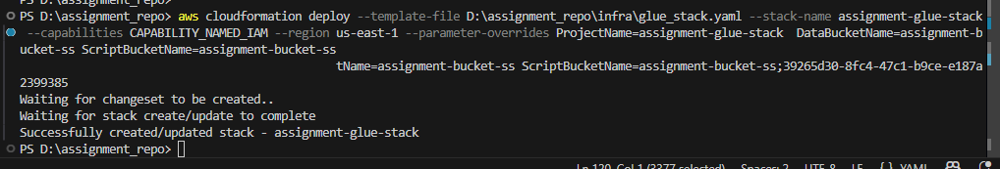 PS D:\assignment_repo> aws cloudformation deploy --template-file D:\assignment_repo\infra\glue_stack.yaml --stack-name assignment-glue-stack
--capabilities CAPABILITY_NAMED_IAM --region us-east-1 --parameter-overrides ProjectName=assignment-glue-stack  DataBucketName=assignment-b
ucket-ss ScriptBucketName=assignment-bucket-ss
tName=assignment-bucket-ss ScriptBucketName=assignment-bucket-ss;39265d30-8fc4-47c1-b9ce-e187a
2399385
Waiting for changeset to be created..
Waiting for stack create/update to complete
Successfully created/updated stack - assignment-glue-stack
PS D:\assignment_repo>
Ln 120, Col 1 (3377 selected) Spaces: 2 UTF-8 LF {} YAML